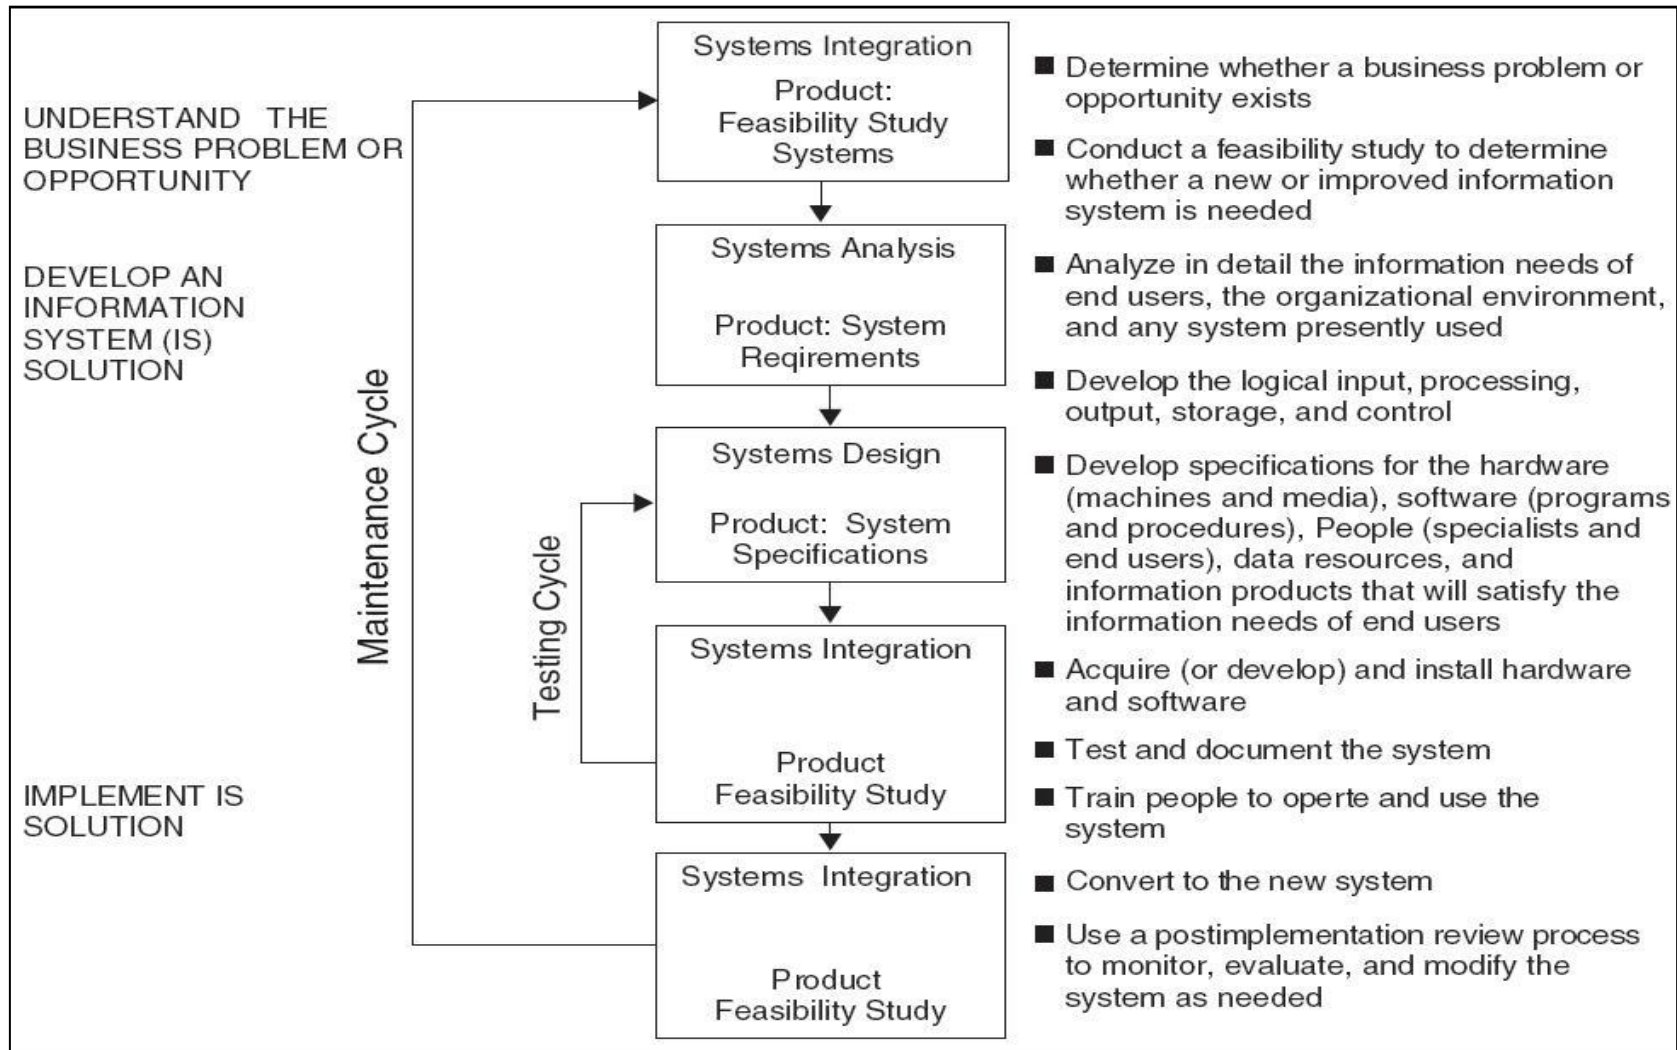 UNDERSTAND THE
BUSINESS PROBLEM OR
OPPORTUNITY
DEVELOP AN
INFORMATION
SYSTEM (IS)
SOLUTION
IMPLEMENT IS
SOLUTION
Maintenance Cycle
Testing Cycle
Systems Integration
Product:
Feasibility Study
Systems
Systems Analysis
Product: System
Reqirements
Systems Design
Product: System
Specifications
Systems Integration
Product
Feasibility Study
Systems Integration
Product
Feasibility Study
■ Determine whether a business problem or
opportunity exists
■ Conduct a feasibility study to determine
whether a new or improved information
system is needed
■ Analyze in detail the information needs of
end users, the organizational environment,
and any system presently used
■ Develop the logical input, processing,
output, storage, and control
■ Develop specifications for the hardware
(machines and media), software (programs
and procedures), People (specialists and
end users), data resources, and
information products that will satisfy the
information needs of end users
■ Acquire (or develop) and install hardware
and software
■ Test and document the system
■ Train people to operte and use the
system
■ Convert to the new system
■ Use a postimplementation review process
to monitor, evaluate, and modify the
system as needed